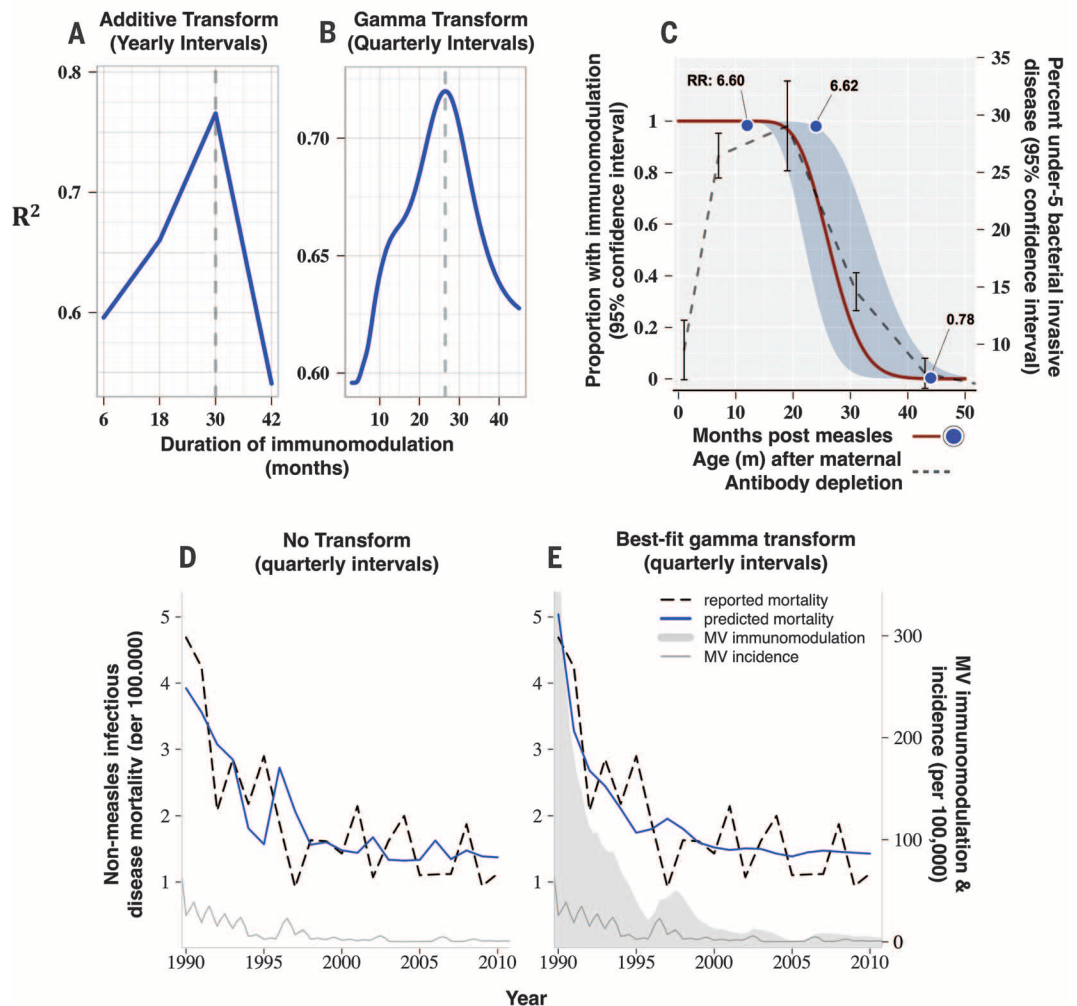 A
Additive Transform
(Yearly Intervals)
0.8
0.7
0.6
R²
6
18
30
42
B
Gamma Transform
(Quarterly Intervals)
0.70
0.65
0.60
10
20
30
40
Duration of immunomodulation
(months)
C
Proportion with immunomodulation
(95% confidence interval)
1
0.8
0.6
0.4
0.2
0
RR: 6.60
6.62
0.78
35
30
25
20
15
10
Percent under-5 bacterial invasive
disease (95% confidence interval)
0
10
20
30
40
50
Months post measles
Age (m) after maternal
Antibody depletion
D
No Transform
(quarterly intervals)
Non-measles infectious
disease mortality (per 100.000)
5
4
3
2
1
1990
1995
2000
2005
2010
E
Best-fit gamma transform
(quarterly intervals)
reported mortality
predicted mortality
MV immunomodulation
MV incidence
5
4
3
2
1
300
200
100
0
MV immunomodulation &
incidence (per 100,000)
1990
1995
2000
2005
2010
Year